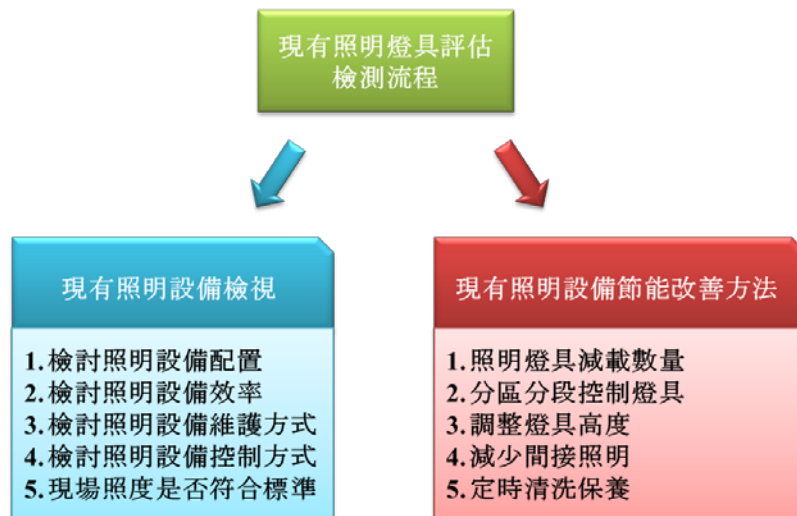 現有照明燈具評估
檢測流程
現有照明設備檢視
1.檢討照明設備配置
2.檢討照明設備效率
3.檢討照明設備維護方式
4.檢討照明設備控制方式
5.現場照度是否符合標準
現有照明設備節能改善方法
1.照明燈具減載數量
2.分區分段控制燈具
3.調整燈具高度
4.減少間接照明
5.定時清洗保養